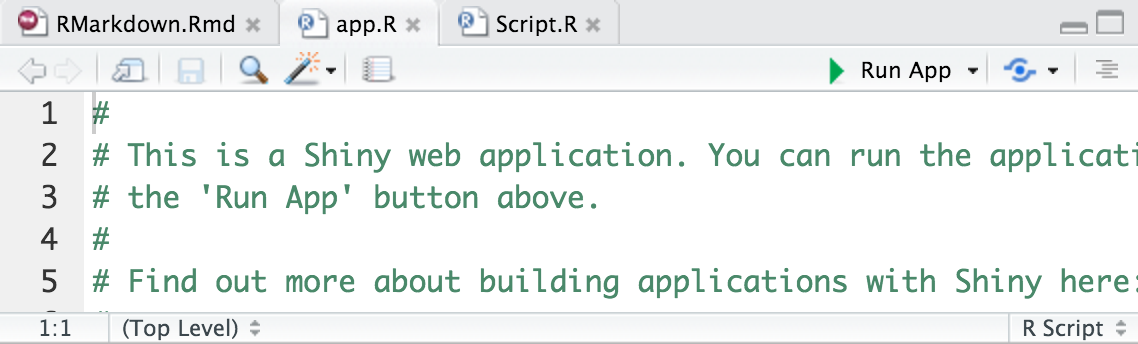 RMarkdown.Rmd app.R Script.R
Run App
1 #
2 # This is a Shiny web application. You can run the applicati
3 # the 'Run App' button above.
4 #
5 # Find out more about building applications with Shiny here:
1:1 (Top Level) R Script